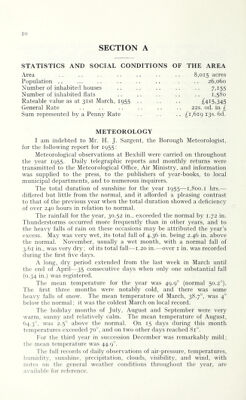 10
SECTION A
STATISTICS AND SOCIAL CONDITIONS OF THE AREA
Area .. .. .. .. .. .. 8,015 acres
Population .. .. .. .. .. .. 26,060
Number of inhabited houses .. .. .. .. 7,155
Number of inhabited flats .. .. .. .. 1,580
Rateable value as at 31st March, 1955 .. .. £415,345
General Rate .. .. .. .. 22s. od. in £
Sum represented by a Penny Rate .. .. £1,619 13s. 6d.
METEOROLOGY
I am indebted to Mr. H. J. Sargent, the Borough Meteorologist,
for the following report for 1955:
Meteorological observations at Bexhill were carried on throughout
the year 1955. Daily telegraphic reports and monthly returns were
transmitted to the Meteorological Office, Air Ministry, and information
was supplied to the press, to the publishers of year-books, to local
municipal departments, and to numerous inquirers.
The total duration of sunshine for the year 1955—1,800.1 hrs.—
differed but little from the normal, and it afforded a pleasing contrast
to that of the previous year when the total duration showed a deficiency
of over 240 hours in relation to normal.
The rainfall for the year, 30.52 in., exceeded the normal by 1.72 in.
Thunderstorms occurred more frequently than in other years, and to
the heavy falls of rain on these occasions may be attributed the year's
excess. May was very wet, its total fall of 4.36 in. being 2.46 in. above
the normal. November, usually a wet month, with a normal fall of
3.62 in., was very dry: of its total fall—1.20 in.—over 1 in. was recorded
during the first five days.
A long, dry period extended from the last week in March until
the end of April—35 consecutive days when only one substantial fall
(0.34 in.) was registered.
The mean temperature for the year was 49.9° (normal 50.2°).
The first three months were notably cold, and there was some
heavy falls of snow. The mean temperature of March, 38.7°, was 4°
below the normal; it was the coldest March on local record.
The holiday months of July, August and September were very
warm, sunny and relatively calm. The mean temperature of August,
64.3°, was 2.5° above the normal. On 15 days during this month
temperatures exceeded 70°, and on two other days reached 81°.
For the third year in succession December was remarkably mild;
the mean temperature was 44.9°.
The full records of daily observations of air-pressure, temperatures,
humidity, sunshine, precipitation, clouds, visibility, and wind, with
notes on the general weather conditions throughout the year, are
available for reference.